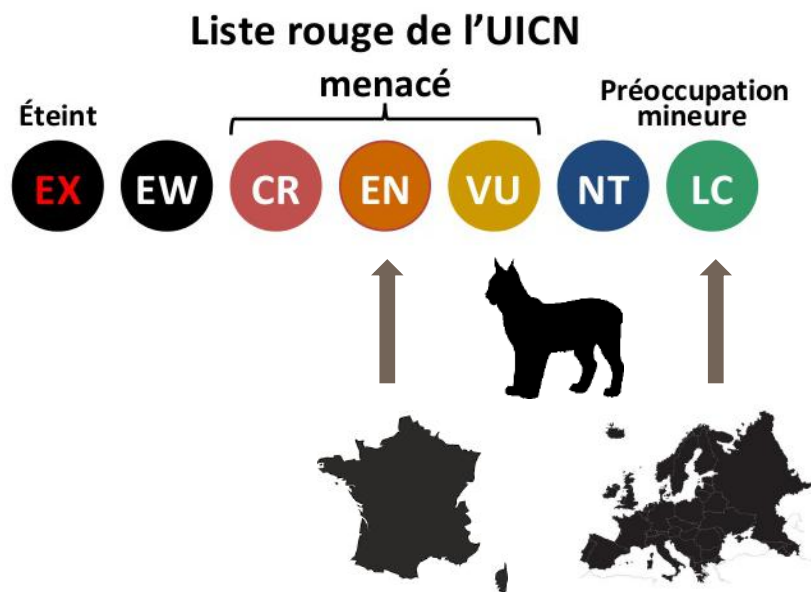 Liste rouge de l’UICN
menacé
Éteint
Préoccupation
mineure
EX EW CR EN VU NT LC